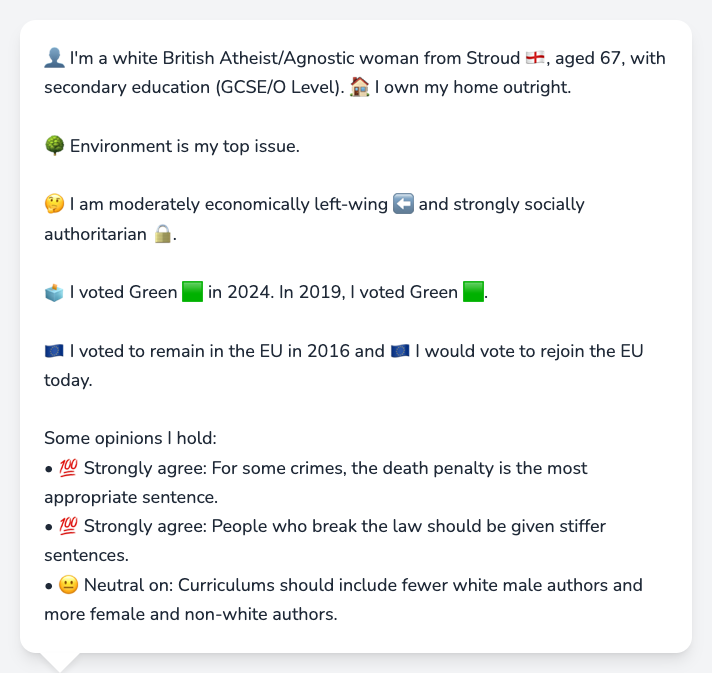 👤 I'm a white British Atheist/Agnostic woman from Stroud 🏴󠁧󠁢󠁥󠁮󠁧󠁿, aged 67, with
secondary education (GCSE/O Level). 🏠 I own my home outright.
🌳 Environment is my top issue.
🤔 I am moderately economically left-wing ⬅️ and strongly socially
authoritarian 🔒.
🗳️ I voted Green 🟩 in 2024. In 2019, I voted Green 🟩.
🇪🇺 I voted to remain in the EU in 2016 and 🇪🇺 I would vote to rejoin the EU
today.
Some opinions I hold:
• 💯 Strongly agree: For some crimes, the death penalty is the most
appropriate sentence.
• 💯 Strongly agree: People who break the law should be given stiffer
sentences.
• 😐 Neutral on: Curriculums should include fewer white male authors and
more female and non-white authors.